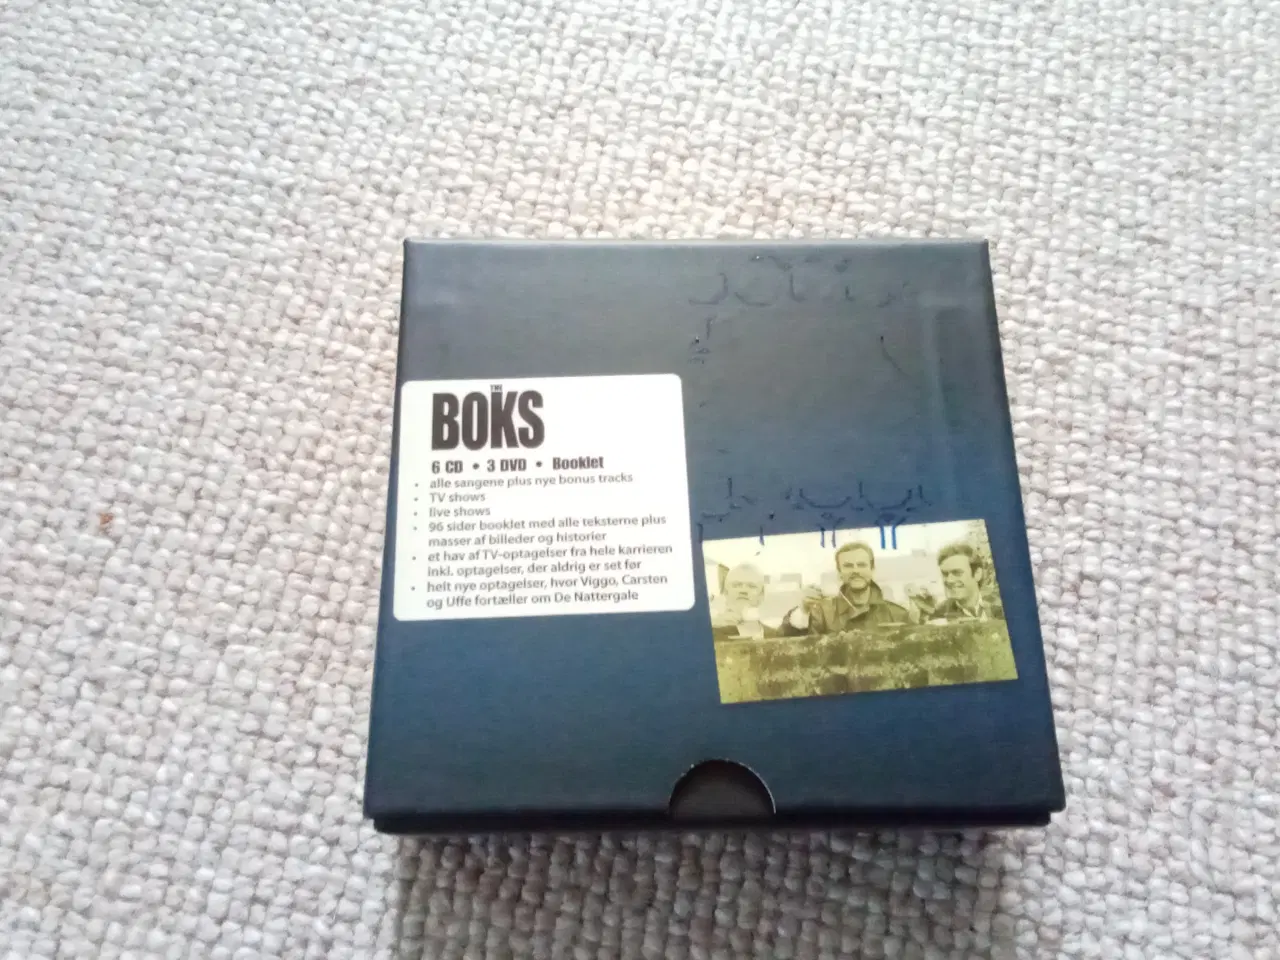 THE
BOKS
6 CD • 3 DVD • Booklet
• alle sangene plus nye bonus tracks
• TV shows
• live shows
• 96 sider booklet med alle teksterne plus
masser af billeder og historier
• et hav af TV-optagelser fra hele karrieren
inkl. optagelser, der aldrig er set før
• helt nye optagelser, hvor Viggo, Carsten
og Uffe fortæller om De Nattergale